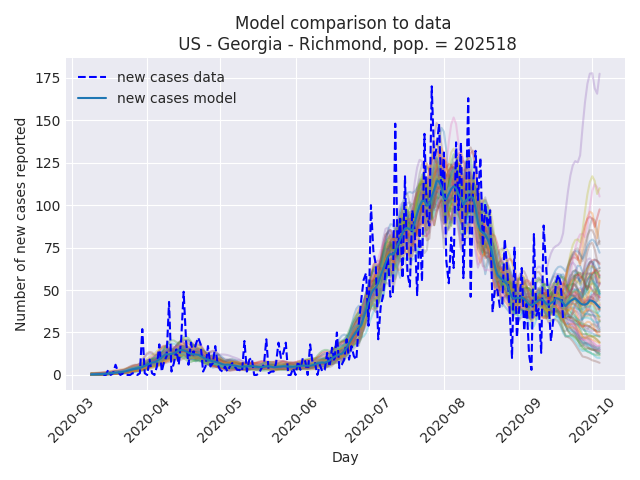 Model comparison to data
US - Georgia - Richmond, pop. = 202518
new cases data
new cases model
Number of new cases reported
175
150
125
100
75
50
25
0
2020-03
2020-04
2020-05
2020-06
2020-07
2020-08
2020-09
2020-10
Day